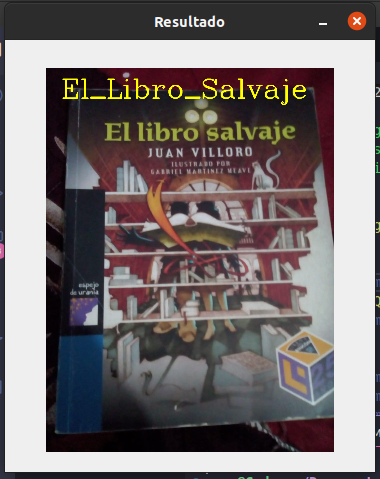 Resultado
El_Libro_Salvaje
El libro salvaje
JUAN VILLORO
ILUSTRADO POR
GABRIEL MARTÍNEZ MEAVE
espejo
de urania